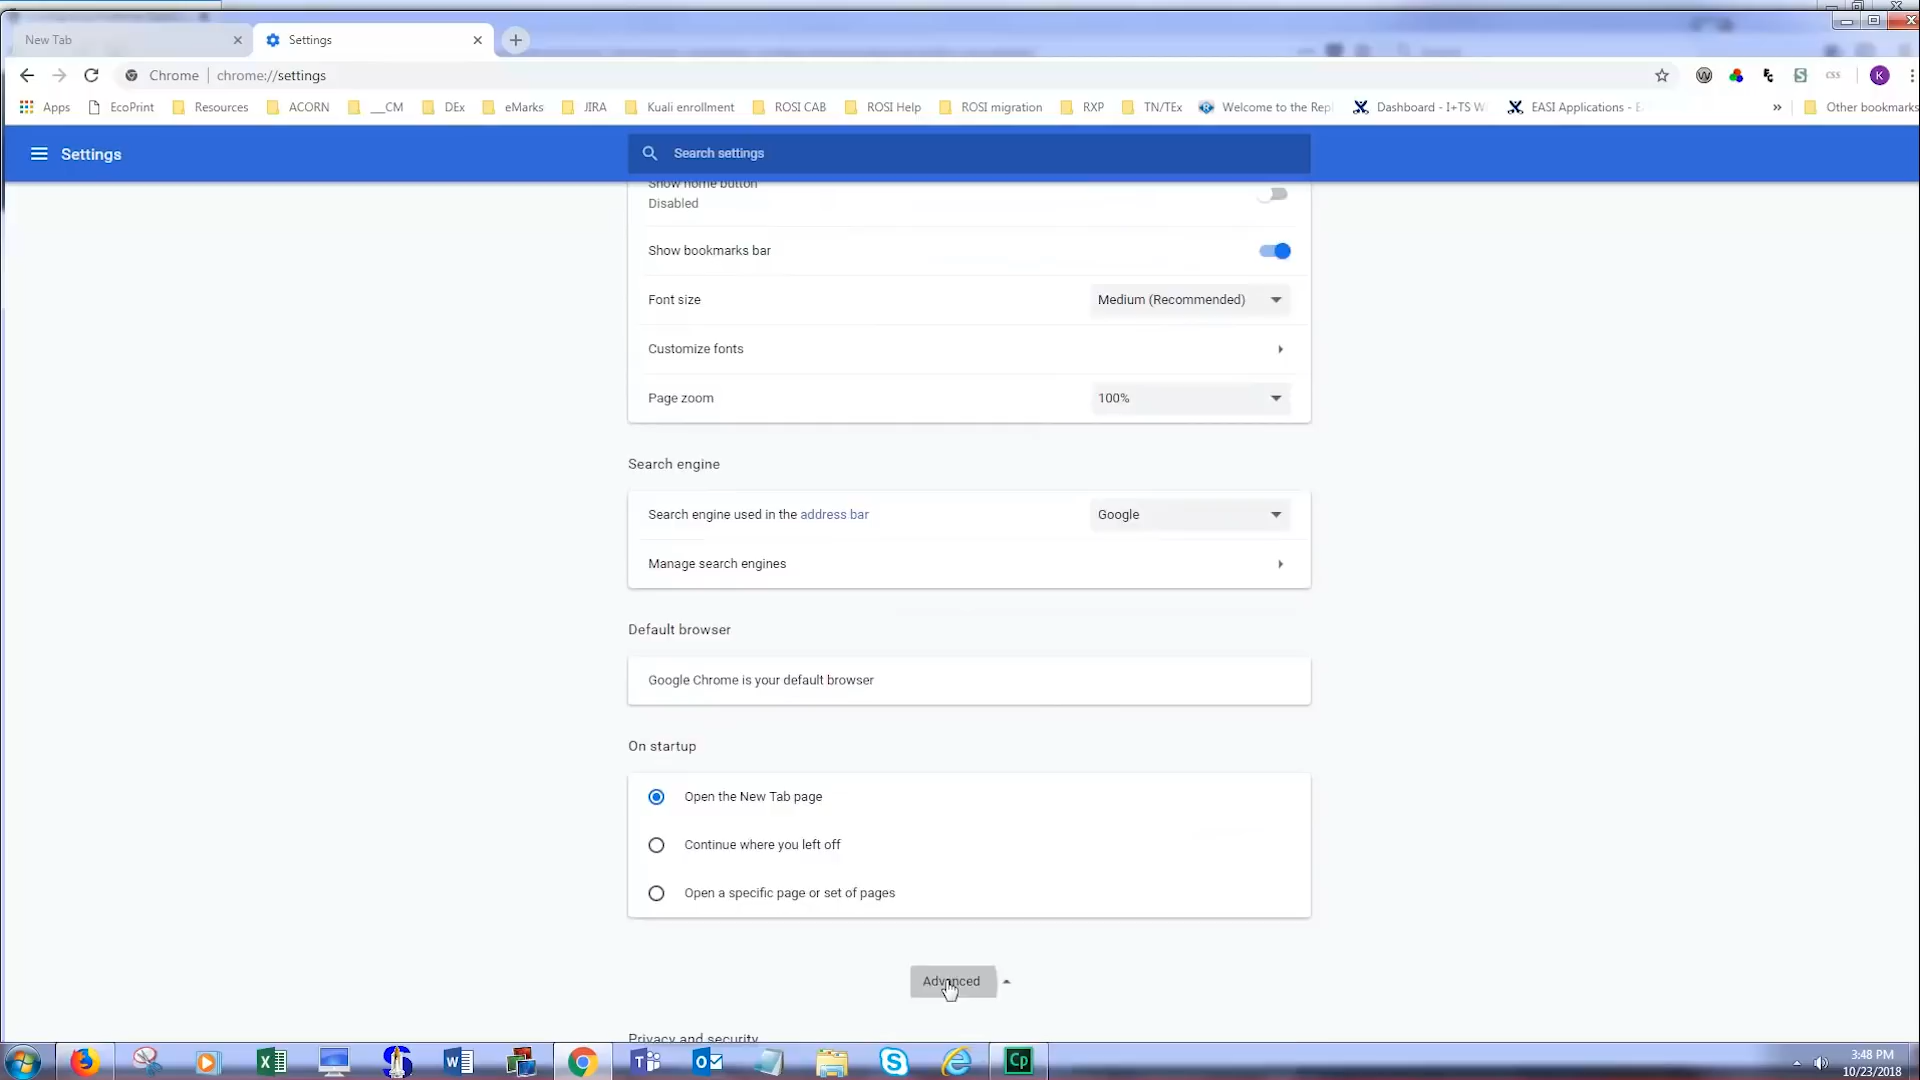 New Tab
Settings
Chrome | chrome://settings
Apps
EcoPrint
Resources
ACORN
__CM
DEx
eMarks
JIRA
Kuali enrollment
ROSI CAB
ROSI Help
ROSI migration
RXP
TN/TEx
Welcome to the Rep
Dashboard - I+TS W
EASI Applications - E
»
Other bookmarks
CSS
K
Settings
Search settings
Show home button
Disabled
Show bookmarks bar
Font size
Medium (Recommended)
Customize fonts
Page zoom
100%
Search engine
Search engine used in the address bar
Google
Manage search engines
Default browser
Google Chrome is your default browser
On startup
Open the New Tab page
Continue where you left off
Open a specific page or set of pages
Advanced
Privacy and security
Cp
3:48 PM
10/23/2018